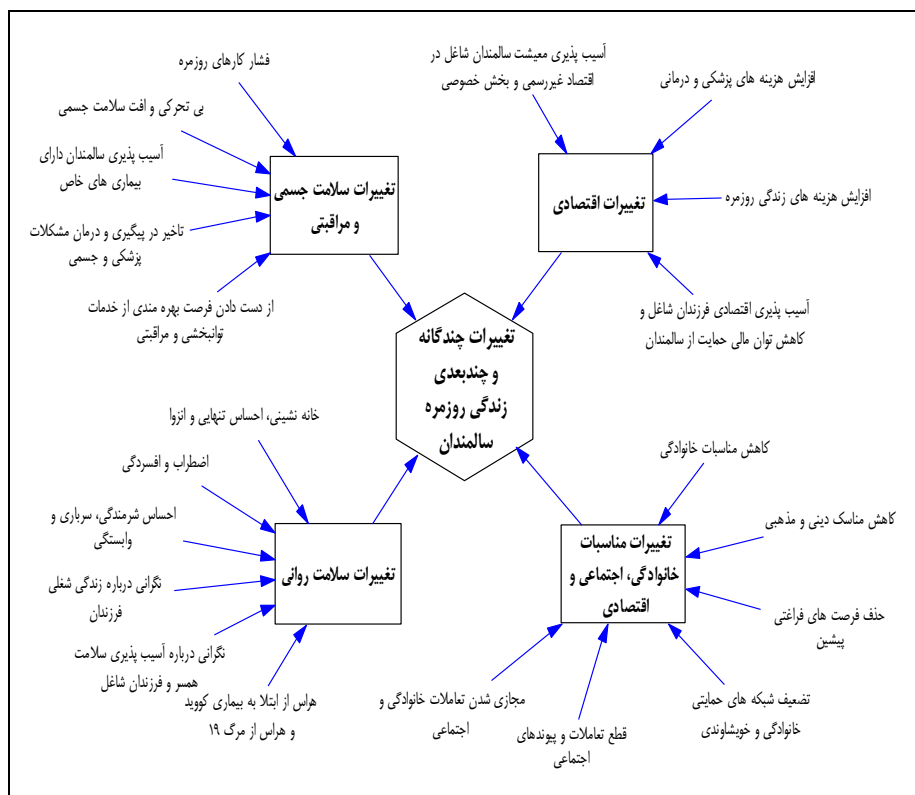 آسیب پذیری معیشت سالمندان شاغل در
اقتصاد غیررسمی و بخش خصوصی
افزایش هزینه های پزشکی و درمانی
افزایش هزینه های زندگی روزمره
آسیب پذیری اقتصادی فرزندان شاغل و
کاهش توان مالی حمایت از سالمندان
تغییرات اقتصادی
فشار کارهای روزمره
بی تحرکی و افت سلامت جسمی
آسیب پذیری سالمندان دارای
بیماری های خاص
تاخیر در پیگیری و درمان مشکلات
پزشکی و جسمی
از دست دادن فرصت بهره مندی از خدمات
توانبخشی و مراقبتی
تغییرات سلامت جسمی
و مراقبتی
تغییرات چندگانه
و چندبعدی
زندگی روزمره
سالمندان
کاهش مناسبات خانوادگی
کاهش مناسک دینی و مذهبی
حذف فرصت های فراغتی
پیشین
تضعیف شبکه های حمایتی
خانوادگی و خویشاوندی
قطع تعاملات و پیوندهای
اجتماعی
مجازی شدن تعاملات خانوادگی و
اجتماعی
تغییرات مناسبات
خانوادگی، اجتماعی و
اقتصادی
خانه نشینی، احساس تنهایی و انزوا
اضطراب و افسردگی
احساس شرمندگی، سرباری و
وابستگی
نگرانی درباره زندگی شغلی
فرزندان
نگرانی درباره آسیب پذیری سلامت
همسر و فرزندان شاغل
هراس از ابتلا به بیماری کووید
و هراس از مرگ ۱۹
تغییرات سلامت روانی